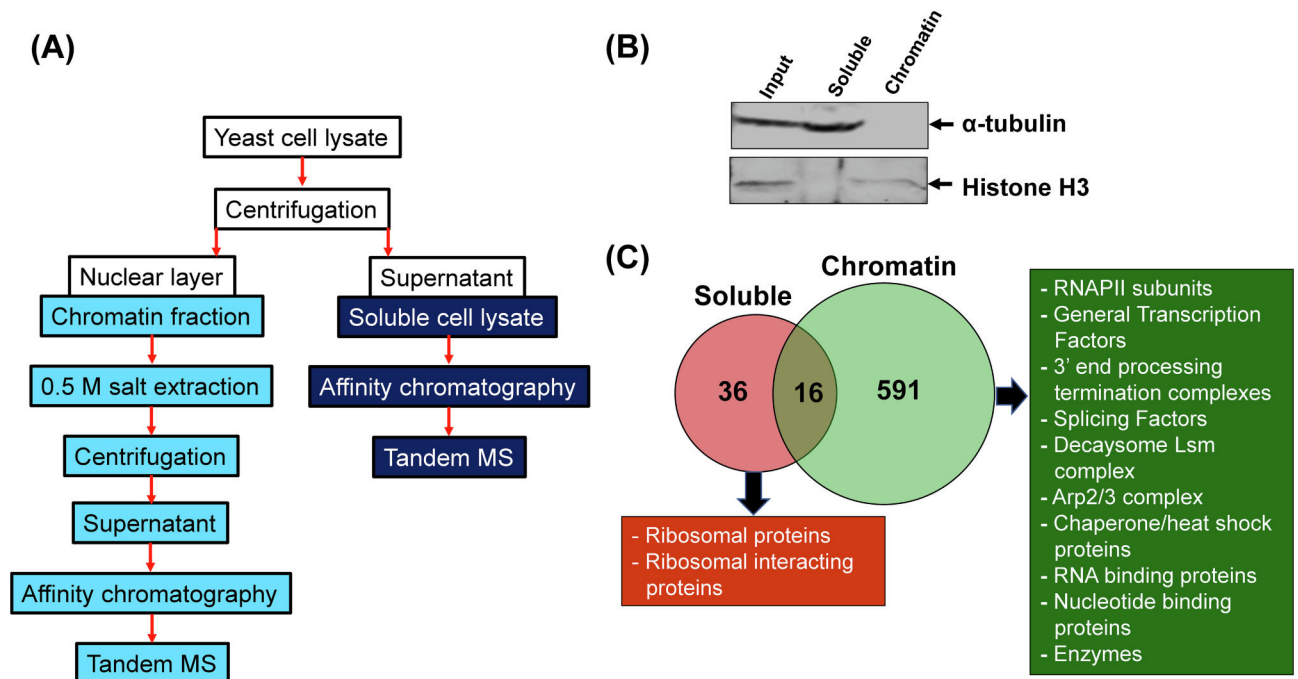 (A)
Yeast cell lysate
Centrifugation
Nuclear layer
Supernatant
Chromatin fraction
Soluble cell lysate
0.5 M salt extraction
Affinity chromatography
Centrifugation
Tandem MS
Supernatant
Affinity chromatography
Tandem MS
(B)
Input
Soluble
Chromatin
α-tubulin
Histone H3
(C)
Soluble
Chromatin
36
16
591
- Ribosomal proteins
- Ribosomal interacting
proteins
- RNAPII subunits
- General Transcription
Factors
- 3’ end processing
termination complexes
- Splicing Factors
- Decaysome Lsm
complex
- Arp2/3 complex
- Chaperone/heat shock
proteins
- RNA binding proteins
- Nucleotide binding
proteins
- Enzymes